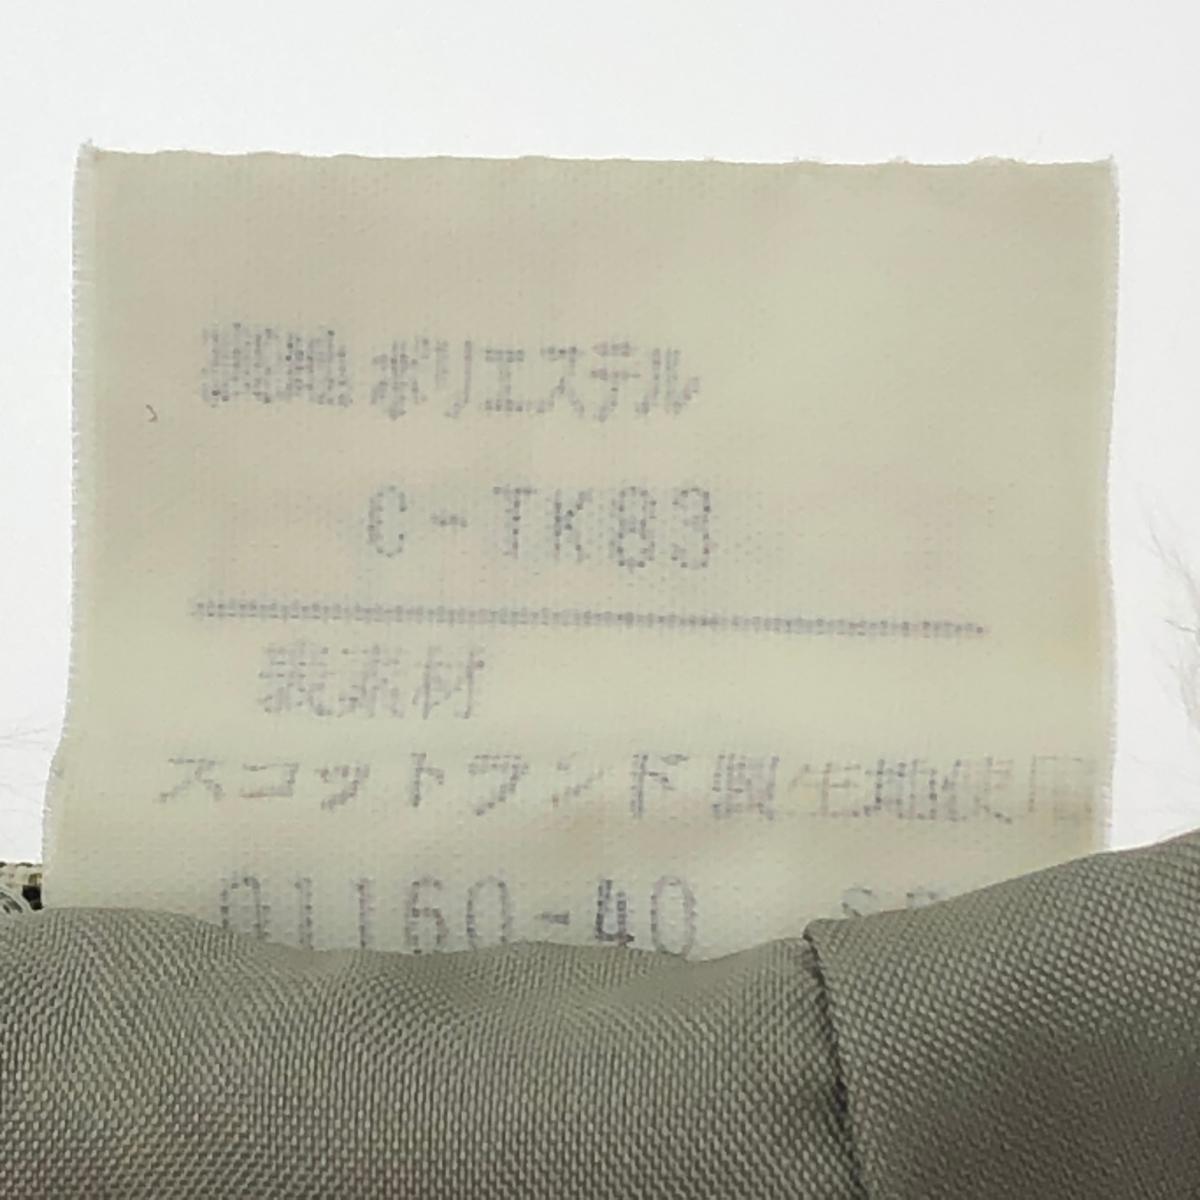 裏地 ポリエステル
C-TK83
表素材
スコットランド製生地使用
01160-40